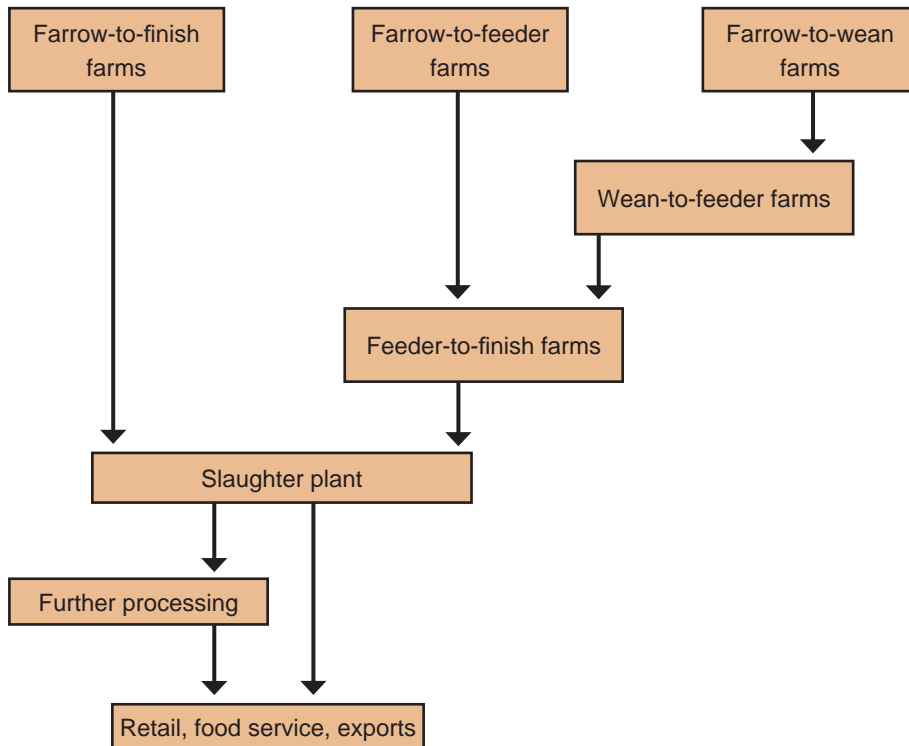 Farrow-to-finish
farms
Farrow-to-feeder
farms
Farrow-to-wean
farms
Wean-to-feeder farms
Feeder-to-finish farms
Slaughter plant
Further processing
Retail, food service, exports